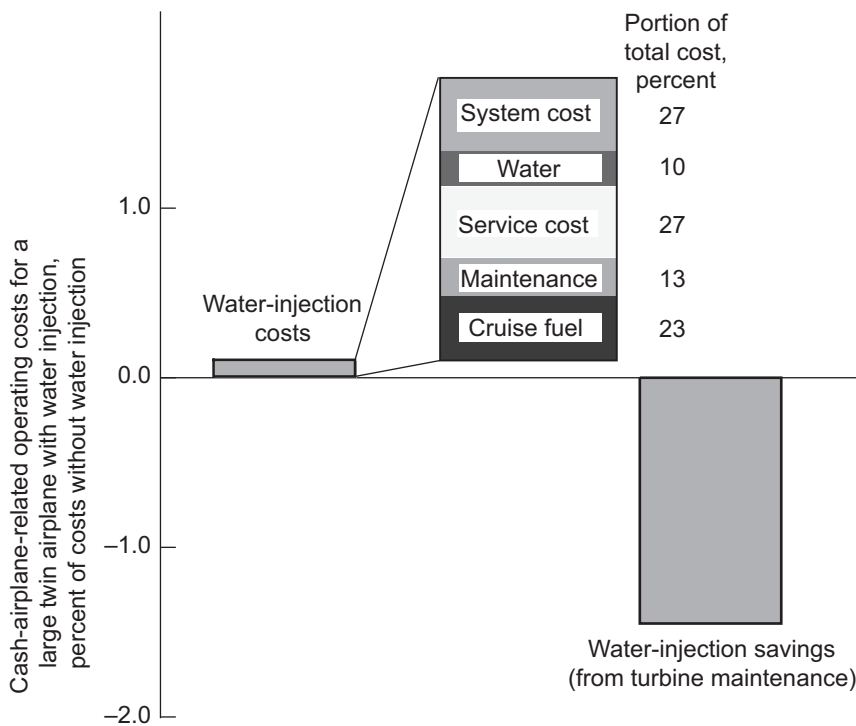 Cash-airplane-related operating costs for a
large twin airplane with water injection,
percent of costs without water injection
1.0
0.0
–1.0
–2.0
Water-injection
costs
Portion of
total cost,
percent
System cost 27
Water 10
Service cost 27
Maintenance 13
Cruise fuel 23
Water-injection savings
(from turbine maintenance)